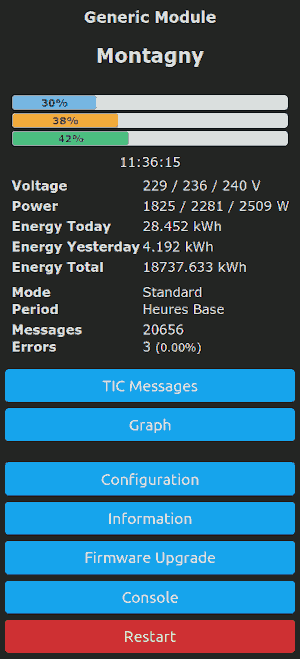 Generic Module
Montagny
30%
38%
42%
11:36:15
Voltage 229 / 236 / 240 V
Power 1825 / 2281 / 2509 W
Energy Today 28.452 kWh
Energy Yesterday 4.192 kWh
Energy Total 18737.633 kWh
Mode Standard
Period Heures Base
Messages 20656
Errors 3 (0.00%)
TIC Messages
Graph
Configuration
Information
Firmware Upgrade
Console
Restart